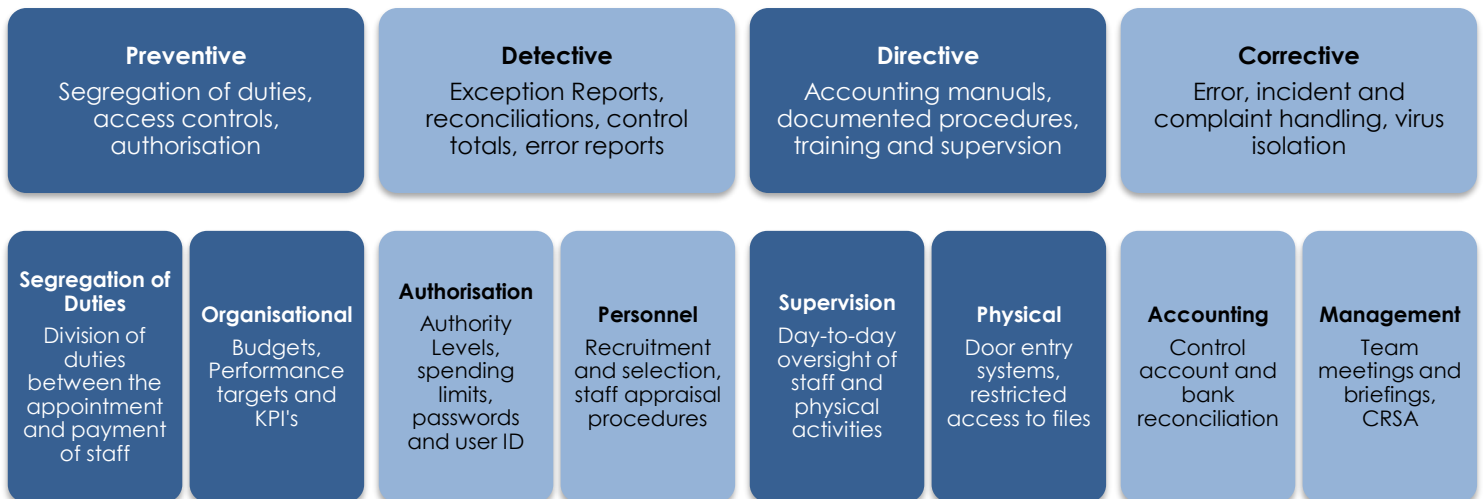 Preventive
Segregation of duties,
access controls,
authorisation
Detective
Exception Reports,
reconciliations, control
totals, error reports
Directive
Accounting manuals,
documented procedures,
training and supervsion
Corrective
Error, incident and
complaint handling, virus
isolation
Segregation of
Duties
Division of
duties
between the
appointment
and payment
of staff
Organisational
Budgets,
Performance
targets and
KPI's
Authorisation
Authority
Levels,
spending
limits,
passwords
and user ID
Personnel
Recruitment
and selection,
staff appraisal
procedures
Supervision
Day-to-day
oversight of
staff and
physical
activities
Physical
Door entry
systems,
restricted
access to files
Accounting
Control
account and
bank
reconciliation
Management
Team
meetings and
briefings,
CRSA